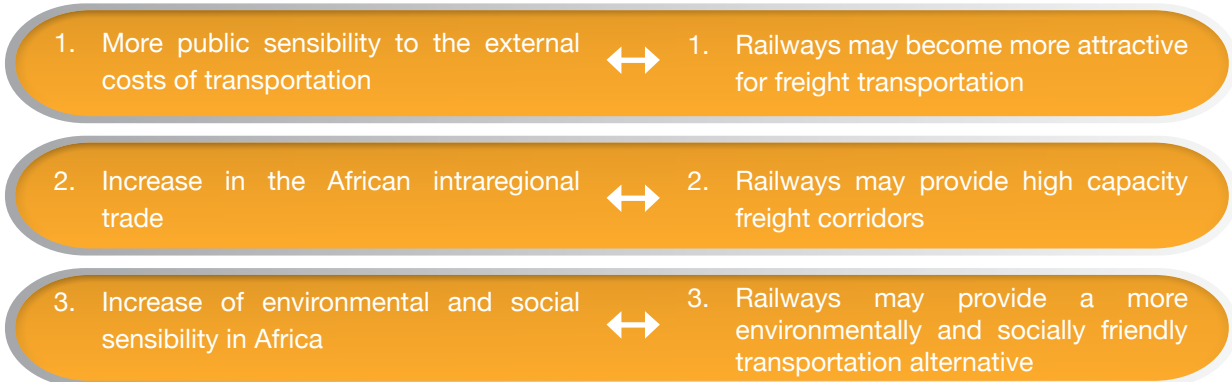 1. More public sensibility to the external
costs of transportation
1. Railways may become more attractive
for freight transportation
2. Increase in the African intraregional
trade
2. Railways may provide high capacity
freight corridors
3. Increase of environmental and social
sensibility in Africa
3. Railways may provide a more
environmentally and socially friendly
transportation alternative